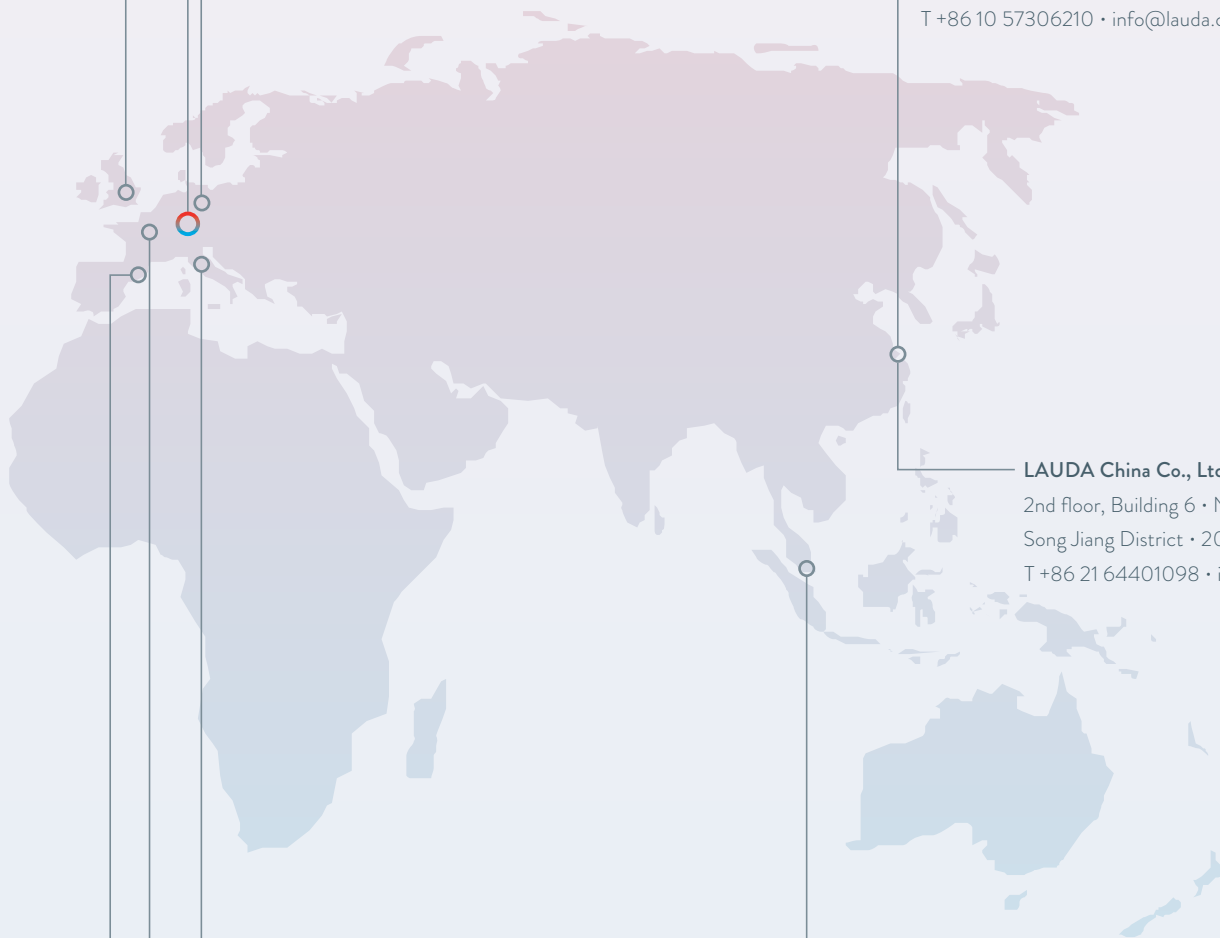 T +86 10 57306210 • info@lauda.
LAUDA China Co., Ltd
2nd floor, Building 6 •
Song Jiang District • 20
T +86 21 64401098 •